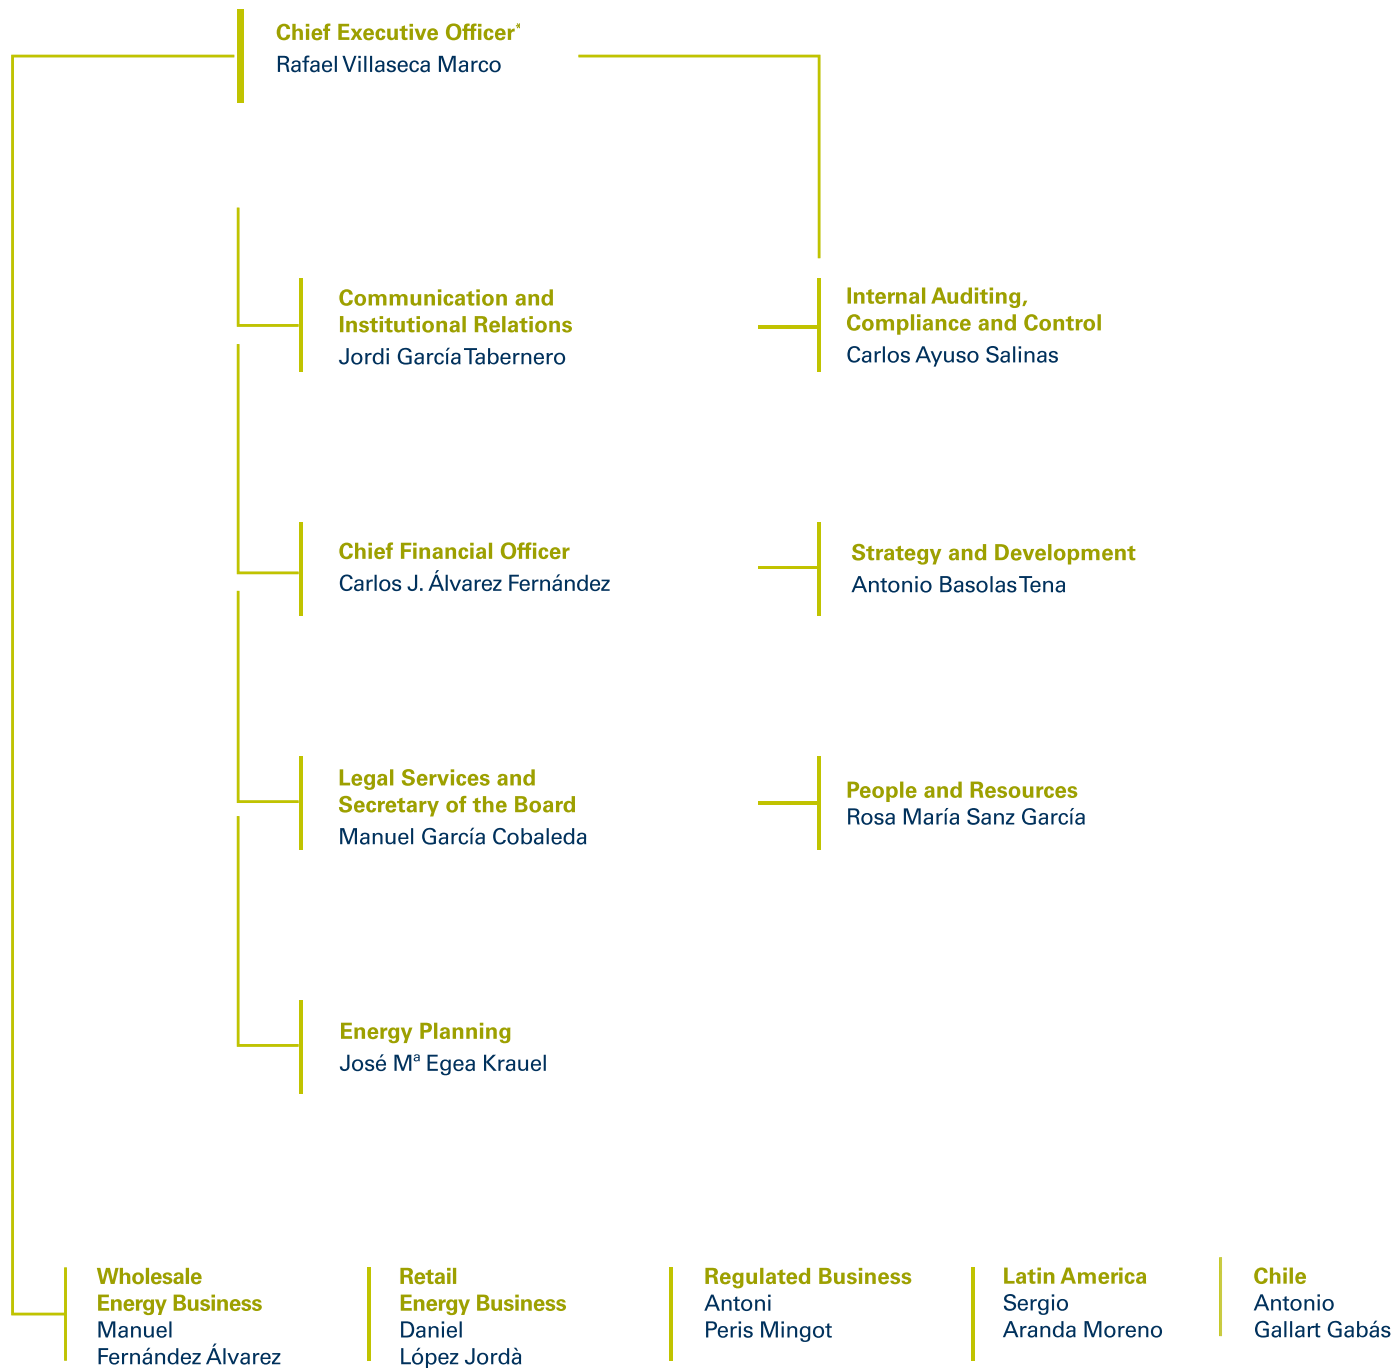 Chief Executive Officer*
Rafael Villaseca Marco
Communication and
Institutional Relations
Jordi García Tabernero
Internal Auditing,
Compliance and Control
Carlos Ayuso Salinas
Chief Financial Officer
Carlos J. Álvarez Fernández
Strategy and Development
Antonio Basolas Tena
Legal Services and
Secretary of the Board
Manuel García Cobaleda
People and Resources
Rosa María Sanz García
Energy Planning
José Mª Egea Krauel
Wholesale
Energy Business
Manuel
Fernández Álvarez
Retail
Energy Business
Daniel
López Jordà
Regulated Business
Antoni
Peris Mingot
Latin America
Sergio
Aranda Moreno
Chile
Antonio
Gallart Gabás